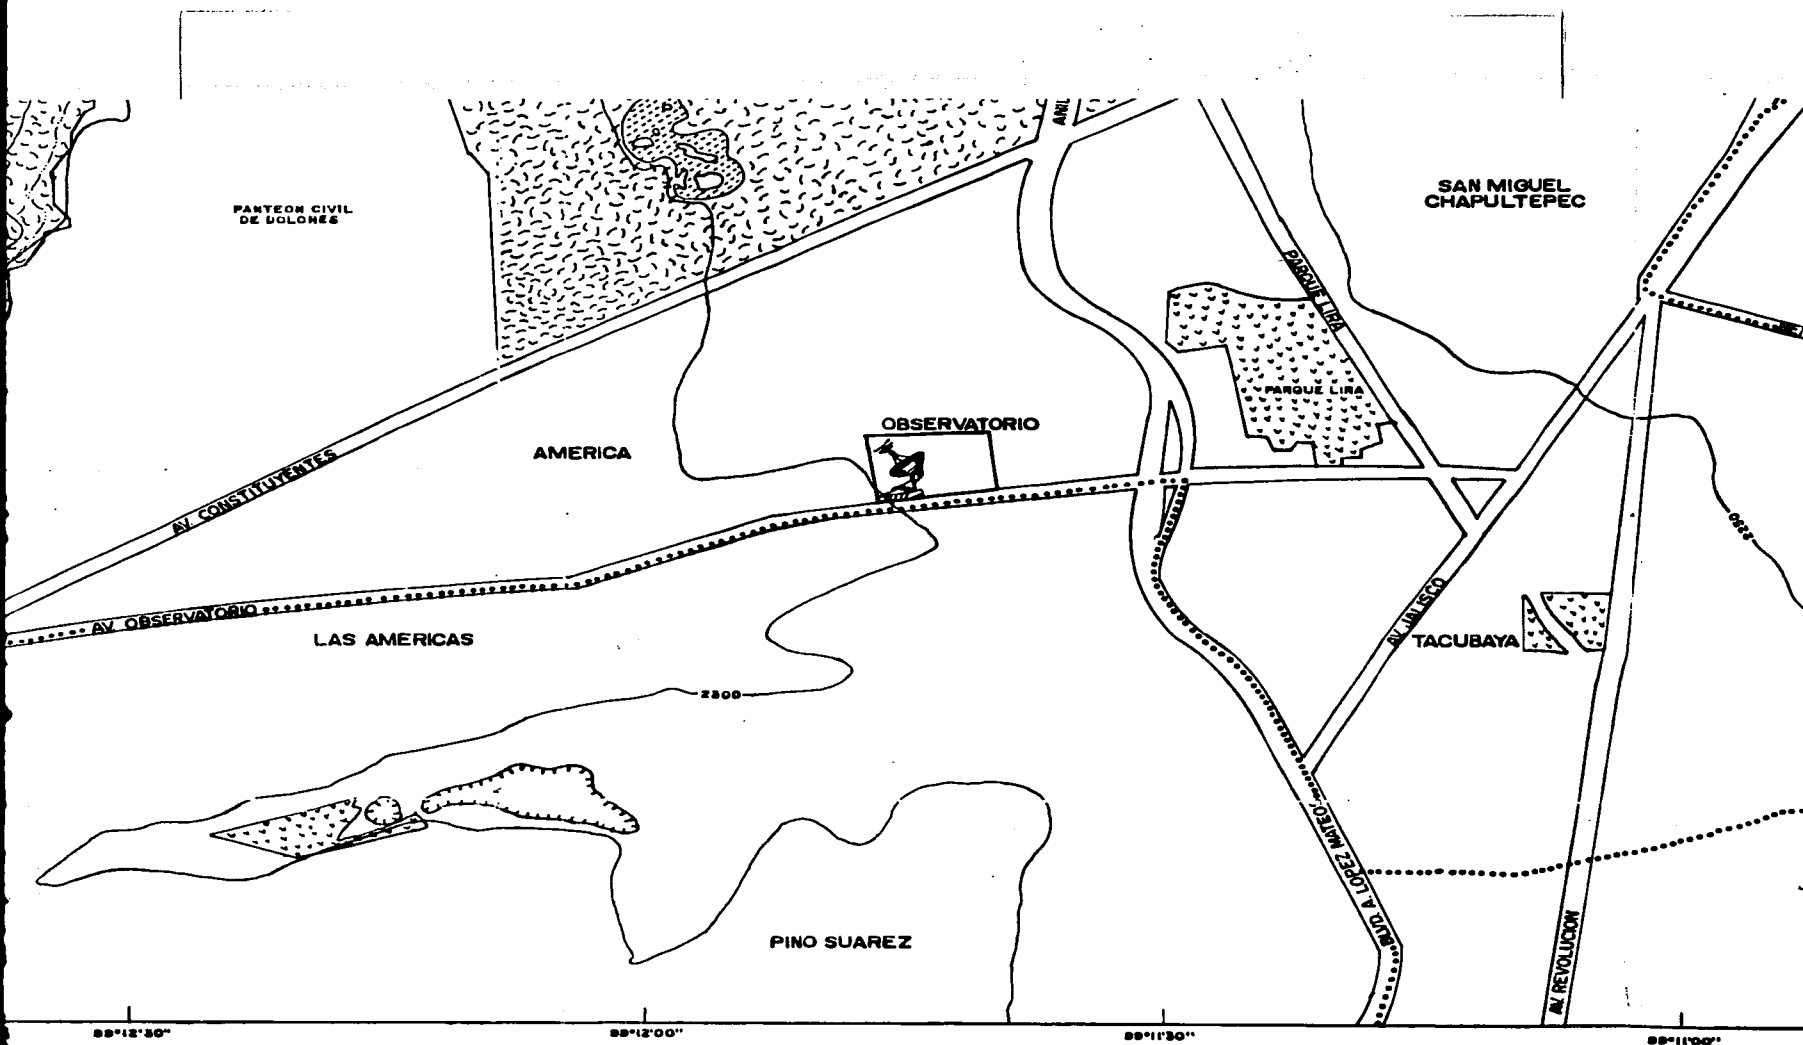 SAN MIGUEL
CHAPULTEPEC
PANTEON CIVIL
DE DOLORES
PARQUE LIRA
PARQUE LIRA
OBSERVATORIO
AMERICA
AV. CONSTITUYENTES
2250
AV. OBSERVATORIO
LAS AMERICAS
AV. JALISCO
TACUBAYA
2300
BLVD. A. LOPEZ MATEOS
PINO SUAREZ
AV. REVOLUCION
99°12'30"
99°12'00"
99°11'30"
99°11'00"